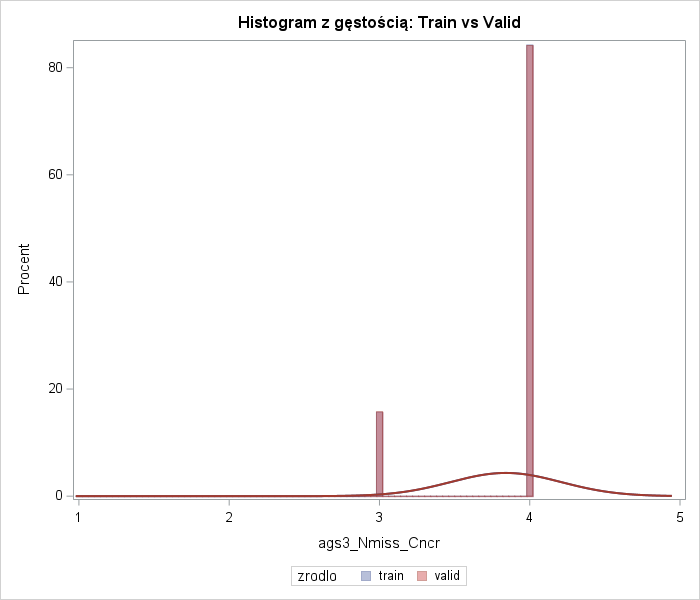 Histogram z gęstością: Train vs Valid
Procent
80
60
40
20
0
1 2 3 4 5
ags3_Nmiss_Cncr
zrodlo train valid